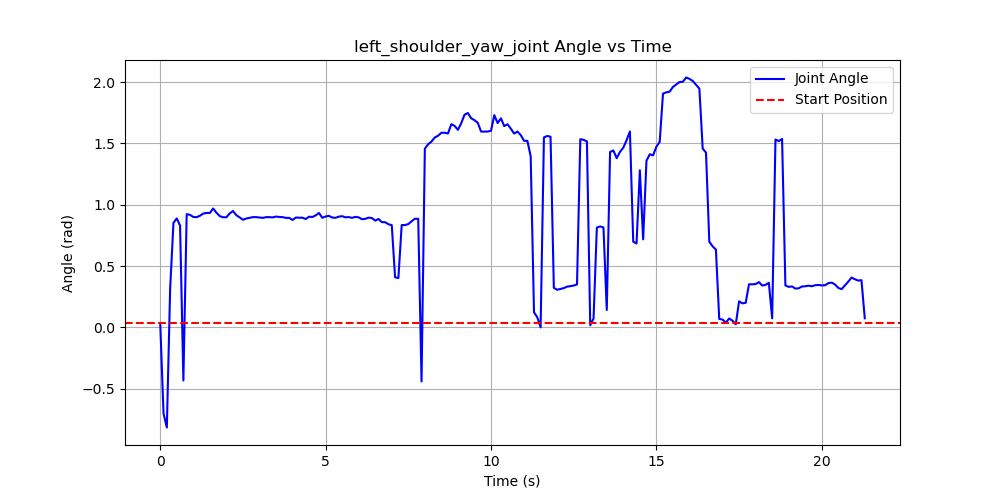 left_shoulder_yaw_joint Angle vs Time
Joint Angle
Start Position
Angle (rad)
2.0
1.5
1.0
0.5
0.0
−0.5
0 5 10 15 20
Time (s)